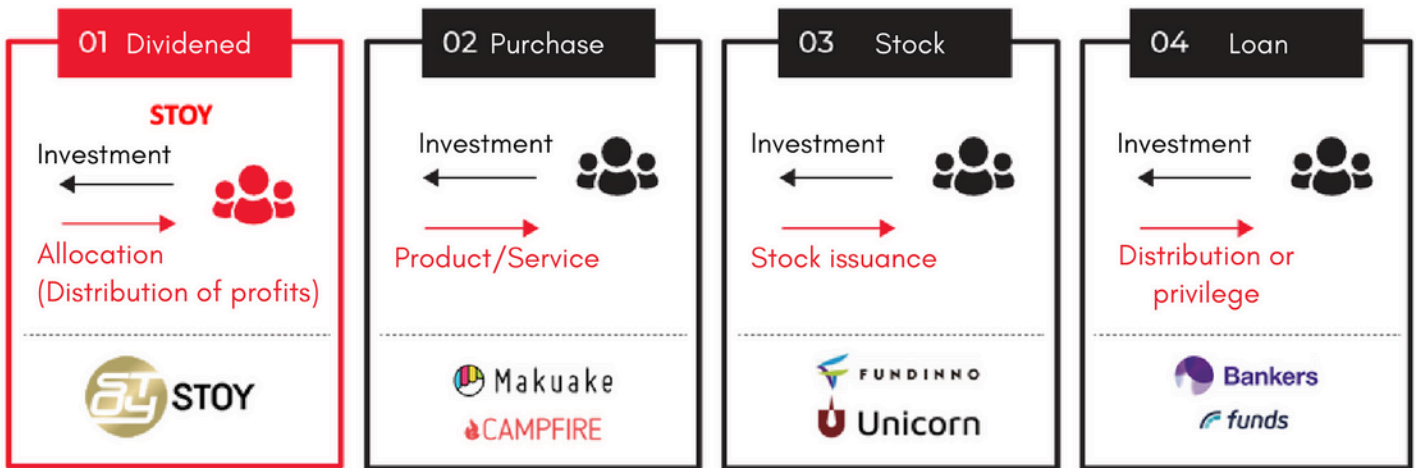 01 Dividened
STOY
Investment
Allocation
(Distribution of profits)
STOY
STOY
02 Purchase
Investment
Product/Service
Makuake
CAMPFIRE
03 Stock
Investment
Stock issuance
FUNDINNO
Unicorn
04 Loan
Investment
Distribution or
privilege
Bankers
funds